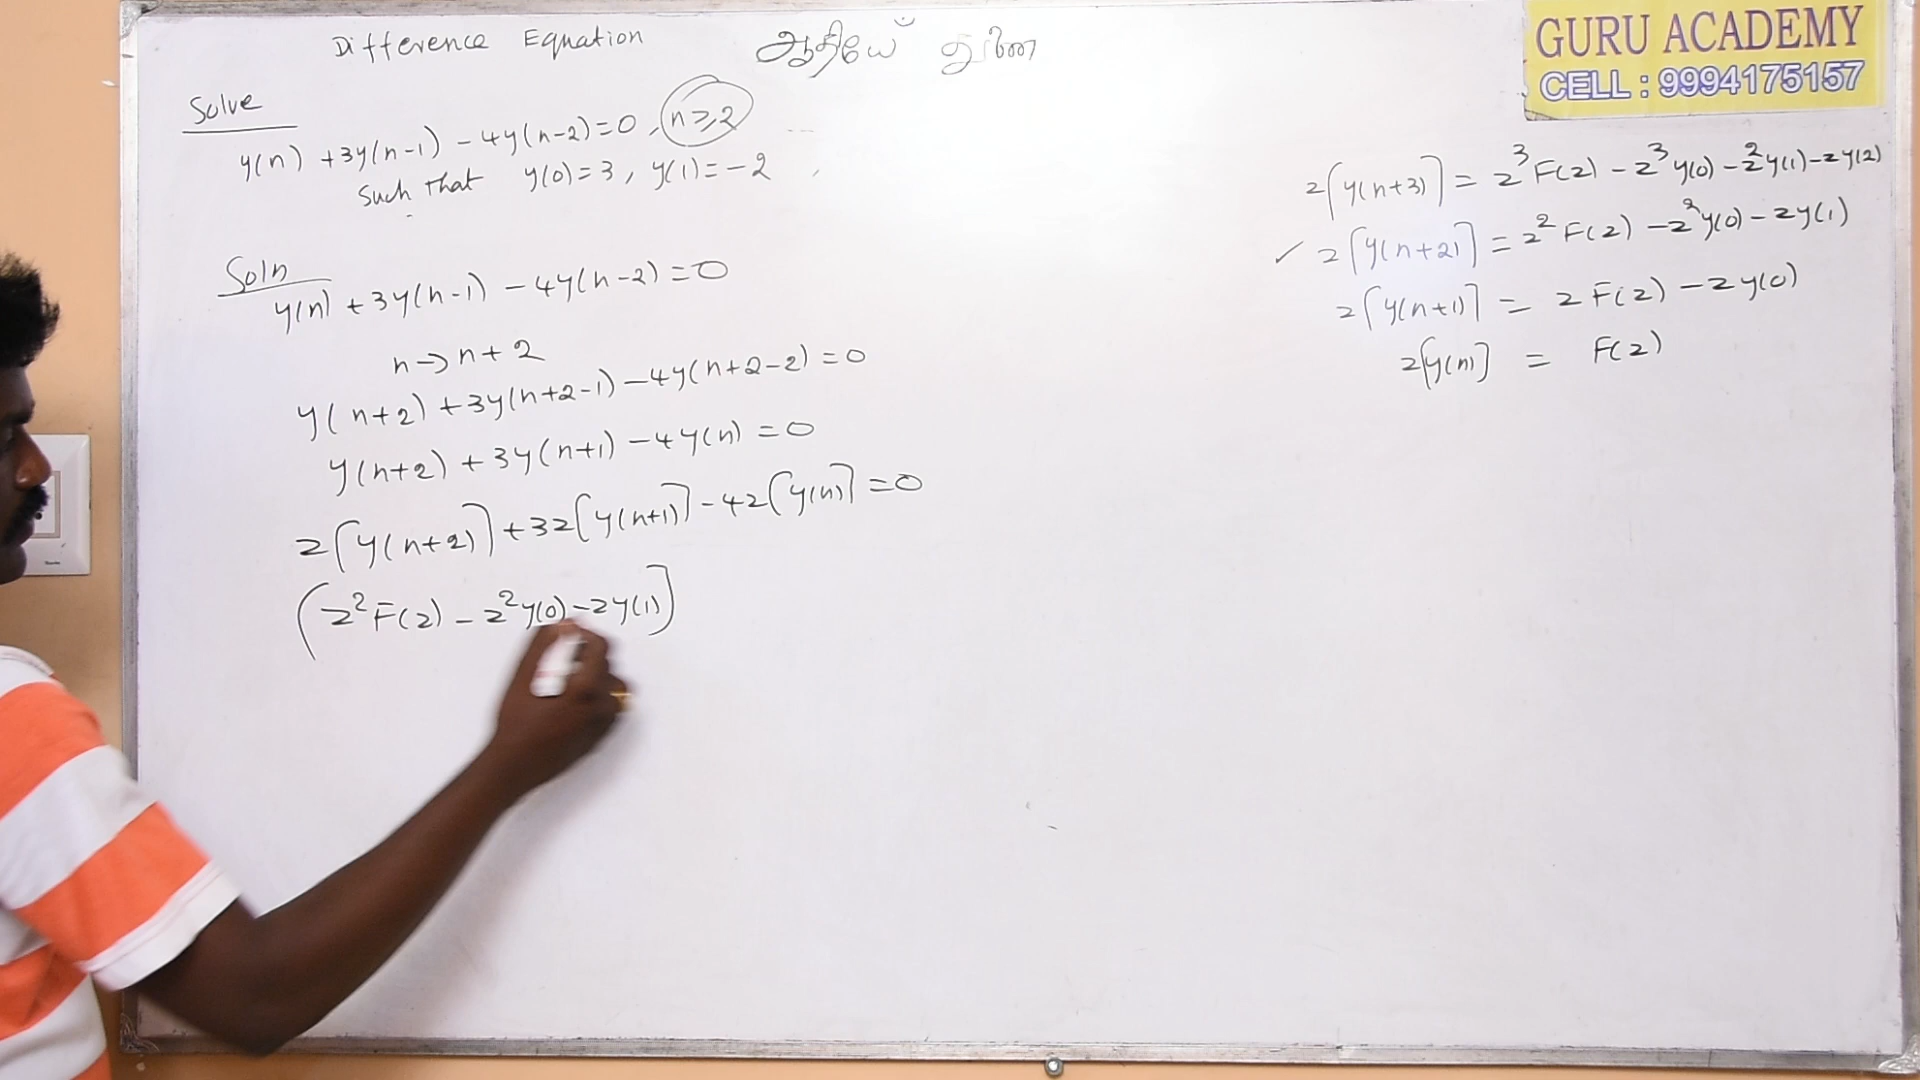 Difference Equation ஆதியே துணை
GURU ACADEMY
CELL : 9994175157
Solve
y(n) + 3y(n-1) - 4y(n-2) = 0, n ≥ 2
such that y(0) = 3, y(1) = -2
Soln
y(n) + 3y(n-1) - 4y(n-2) = 0
n → n + 2
y(n+2) + 3y(n+2-1) - 4y(n+2-2) = 0
y(n+2) + 3y(n+1) - 4y(n) = 0
z[y(n+2)] + 3z[y(n+1)] - 4z[y(n)] = 0
[z²F(z) - z²y(0) - zy(1)]
z[y(n+3)] = z³F(z) - z³y(0) - z²y(1) - zy(2)
✓ z[y(n+2)] = z²F(z) - z²y(0) - zy(1)
z[y(n+1)] = zF(z) - zy(0)
z[y(n)] = F(z)